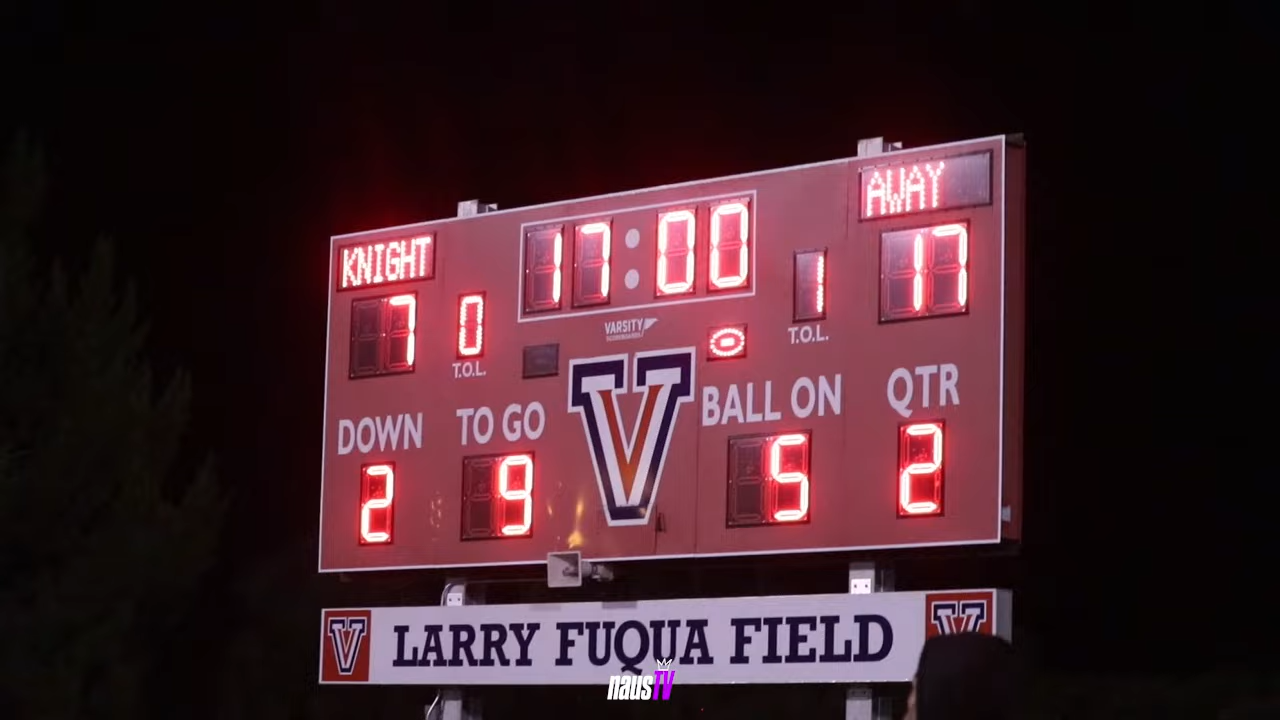 KNIGHT 17:00 AWAY
7 0 1 17
T.O.L. VARSITY T.O.L.
V
DOWN TO GO BALL ON QTR
2 9 5 2
V LARRY FUQUA FIELD V
nausTV